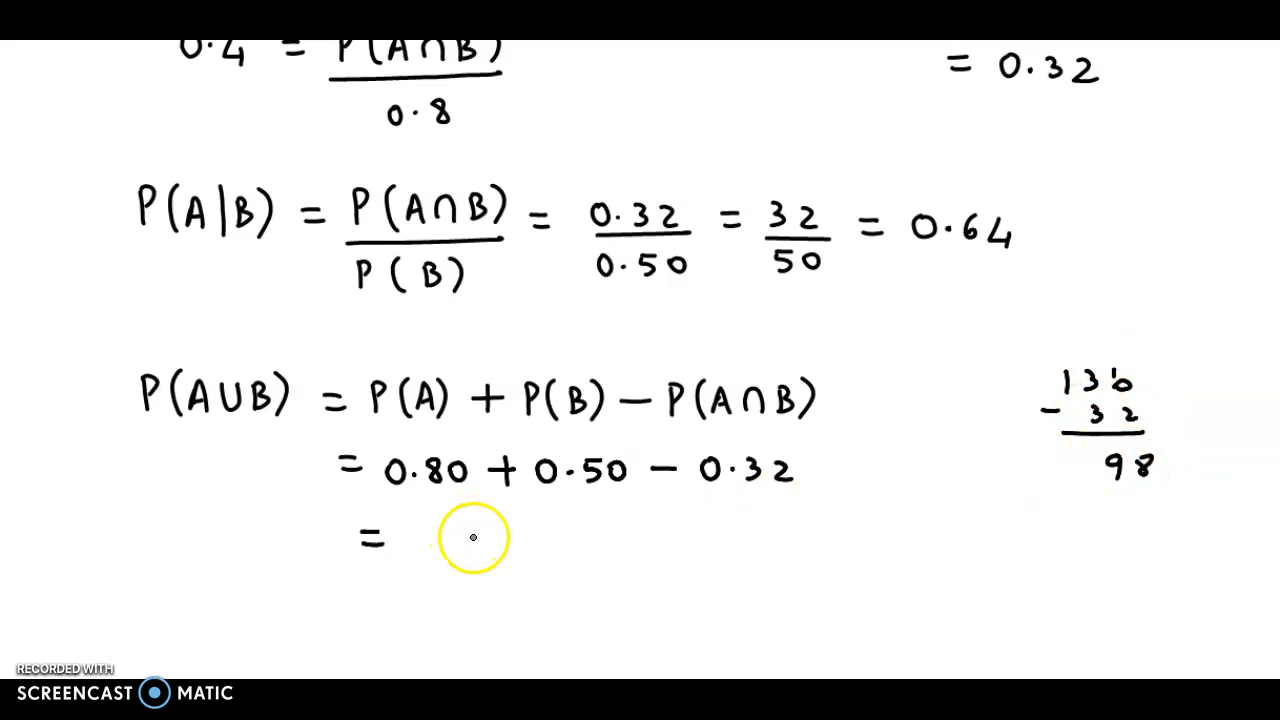 0.4 = P(A∩B)
0.8
= 0.32
P(A|B) = P(A∩B) = 0.32 = 32 = 0.64
P(B) 0.50 50
P(A∪B) = P(A) + P(B) − P(A∩B)
= 0.80 + 0.50 − 0.32
=
130
− 32
98
RECORDED WITH
SCREENCAST MATIC